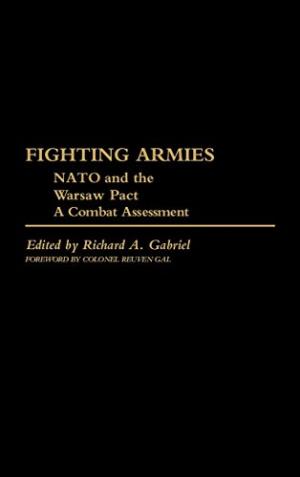 FIGHTING ARMIES
NATO and the
Warsaw Pact
A Combat Assessment
Edited by Richard A. Gabriel
FOREWORD BY COLONEL REUVEN GAL